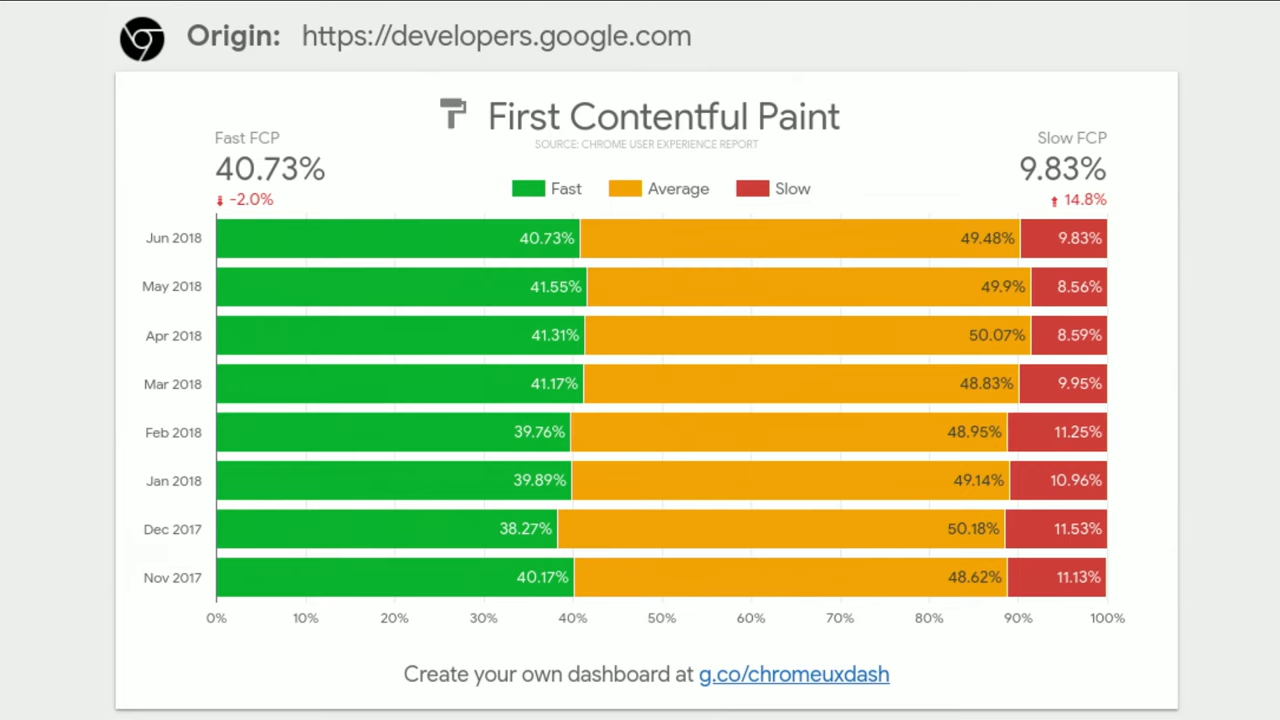 Origin: https://developers.google.com
First Contentful Paint
SOURCE: CHROME USER EXPERIENCE REPORT
Fast FCP
40.73%
-2.0%
Slow FCP
9.83%
14.8%
Fast Average Slow
Jun 2018 40.73% 49.48% 9.83%
May 2018 41.55% 49.9% 8.56%
Apr 2018 41.31% 50.07% 8.59%
Mar 2018 41.17% 48.83% 9.95%
Feb 2018 39.76% 48.95% 11.25%
Jan 2018 39.89% 49.14% 10.96%
Dec 2017 38.27% 50.18% 11.53%
Nov 2017 40.17% 48.62% 11.13%
0% 10% 20% 30% 40% 50% 60% 70% 80% 90% 100%
Create your own dashboard at g.co/chromeuxdash